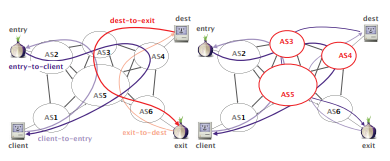 dest-to-exit
dest
entry
AS2
AS3
AS4
entry-to-client
AS5
AS1
AS6
client-to-entry
exit-to-dest
client
exit
dest
entry
AS3
AS2
AS4
AS5
AS1
AS6
client
exit